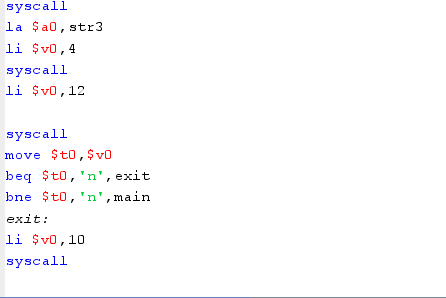 syscall
la $a0,str3
li $v0,4
syscall
li $v0,12
syscall
move $t0,$v0
beq $t0,'n',exit
bne $t0,'n',main
exit:
li $v0,10
syscall